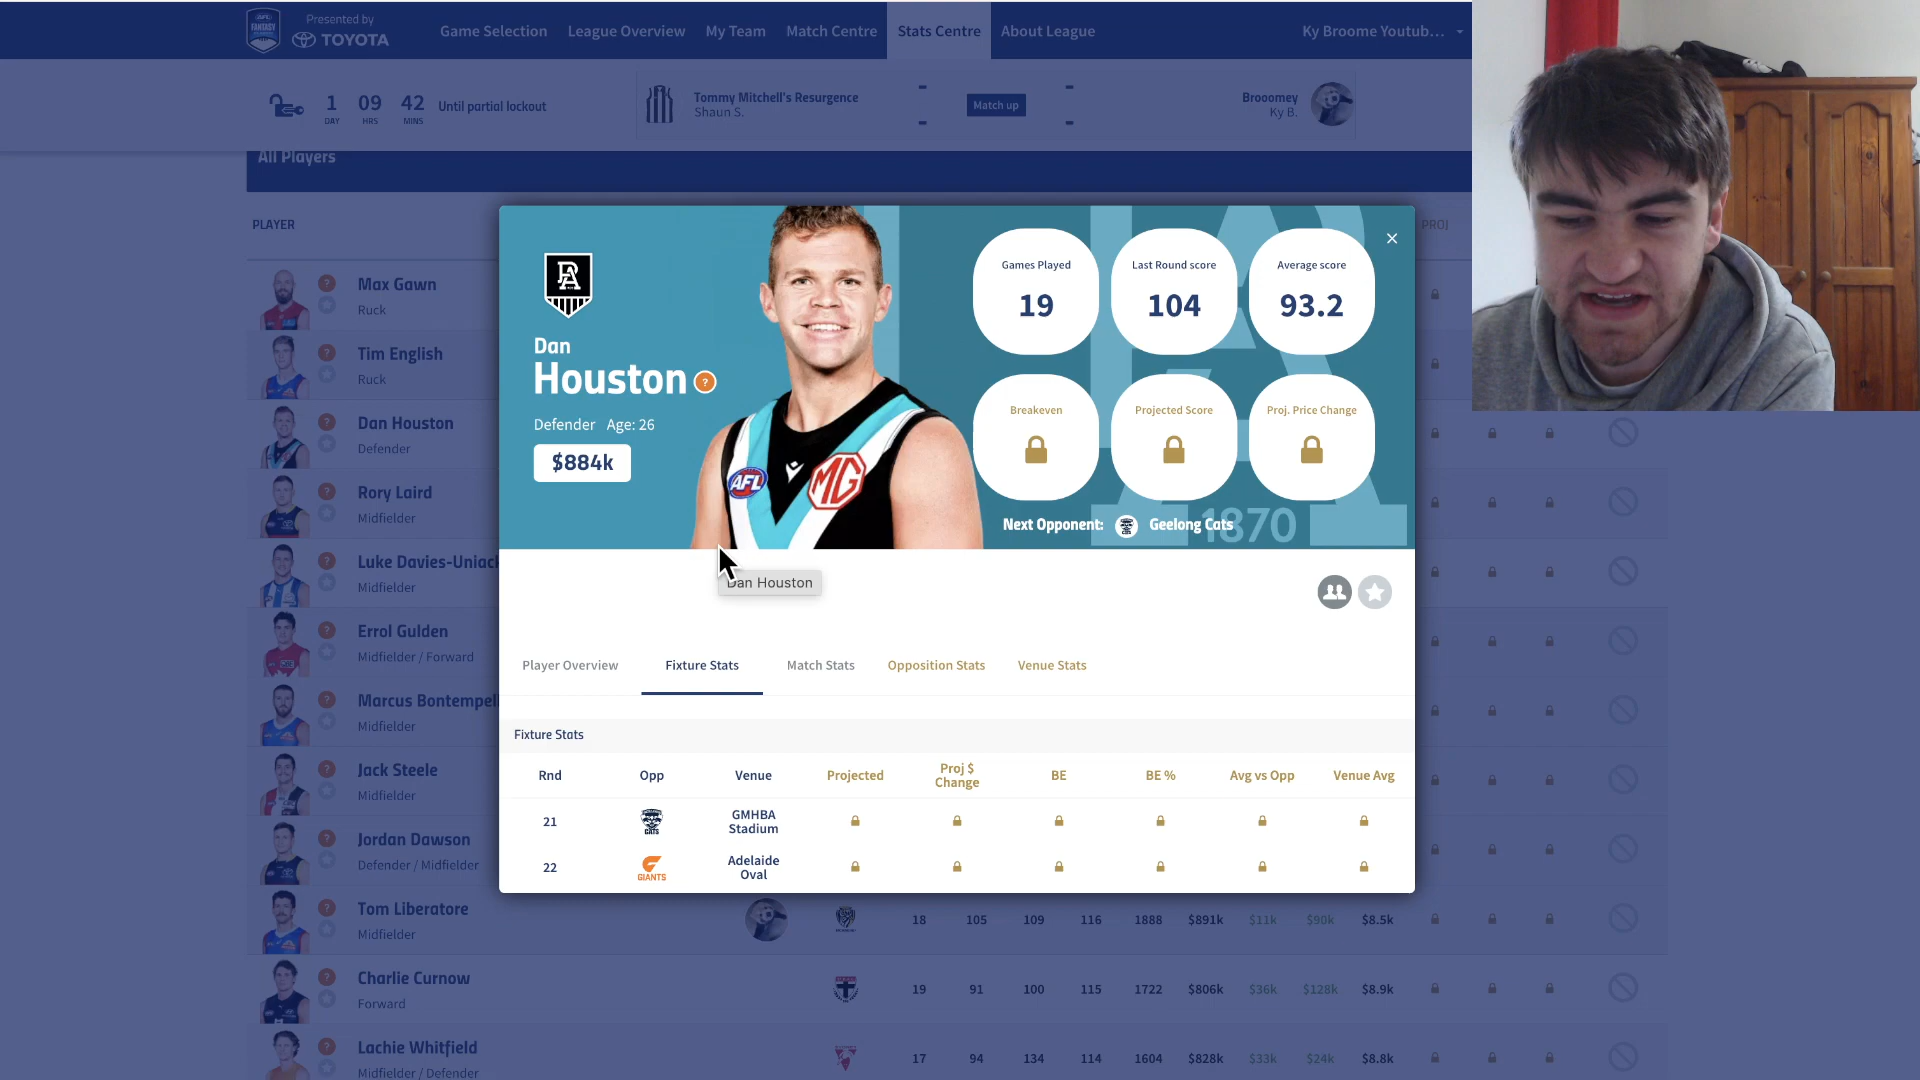 Presented by
TOYOTA
Game Selection
League Overview
My Team
Match Centre
Stats Centre
About League
Ky Broome Youtub...
1 DAY
09 HRS
42 MINS
Until partial lockout
Tommy Mitchell's Resurgence
Shaun S.
Match up
Brooomey
Ky B.
All Players
PLAYER
PROJ
Max Gawn
Ruck
Tim English
Ruck
Dan Houston
Defender
Rory Laird
Midfielder
Luke Davies-Uniack
Midfielder
Errol Gulden
Midfielder / Forward
Marcus Bontempell
Midfielder
Jack Steele
Midfielder
Jordan Dawson
Defender / Midfielder
Tom Liberatore
Midfielder
18 105 109 116 1888 $891k $11k $90k $8.5k
Charlie Curnow
Forward
19 91 100 115 1722 $806k $36k $128k $8.9k
Lachie Whitfield
Midfielder / Defender
17 94 134 114 1604 $828k $33k $24k $8.8k
Dan
Houston ?
Defender Age: 26
$884k
AFL
MG
Games Played
19
Last Round score
104
Average score
93.2
Breakeven
Projected Score
Proj. Price Change
Next Opponent: Geelong Cats
1870
Dan Houston
Player Overview
Fixture Stats
Match Stats
Opposition Stats
Venue Stats
Fixture Stats
Rnd Opp Venue Projected Proj $ Change BE BE % Avg vs Opp Venue Avg
21 CATS GMHBA Stadium
22 GIANTS Adelaide Oval